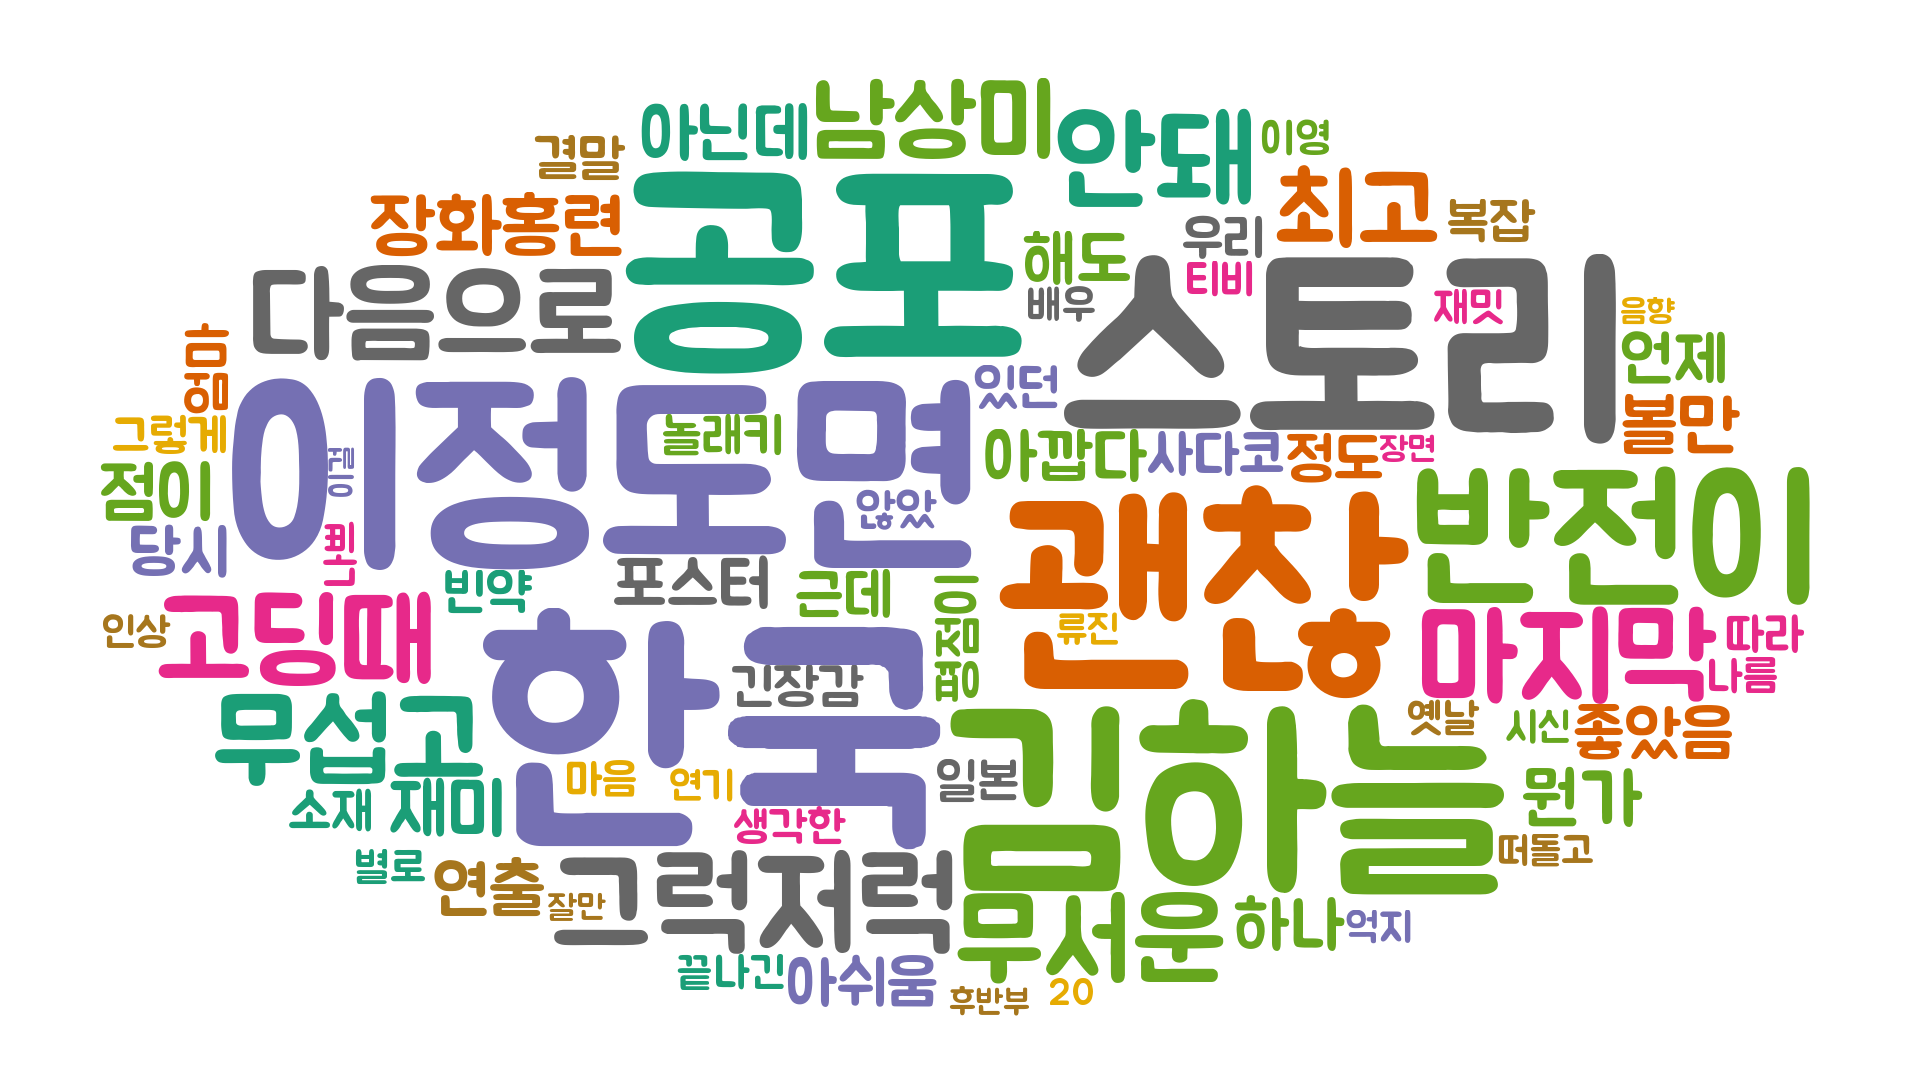 아닌데
남상미
안돼
이영
결말
장화홍련
공포
최고
복잡
우리
해도
티비
배우
다음으로
스토리
재밋
음향
언제
흠흠
이정도면
놀래키
있던
볼만
그렇게
아깝다
사다코
정도
장면
점이
않았
괜찮
반전이
당시
빈약
포스터
근데
평점이
류진
인상
고딩때
마지막
따라
나름
한국
긴장감
김하늘
무섭고
옛날
시신
좋았음
마음
연기
일본
뭔가
소재
재미
생각한
떠돌고
별로
연출
잘만
그럭저럭
무서운
하나
억지
끝나긴
아쉬움
후반부
20